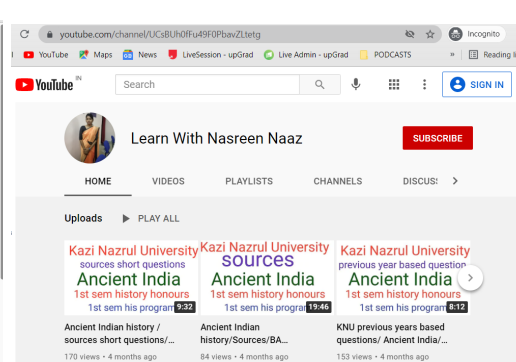 youtube.com/channel/UCsBUh0fFu49F0PbavZLtetg
Incognito
YouTube Maps News LiveSession - upGrad Live Admin - upGrad PODCASTS » Reading li
YouTube IN
Search
SIGN IN
Learn With Nasreen Naaz
SUBSCRIBE
HOME VIDEOS PLAYLISTS CHANNELS DISCUS
Uploads PLAY ALL
Kazi Nazrul University
sources short questions
Ancient India
1st sem history honours
1st sem his program
9:32
Ancient Indian history /
sources short questions/...
170 views • 4 months ago
Kazi Nazrul University
sources
Ancient India
1st sem history honours
1st sem his program
19:46
Ancient Indian
history/Sources/BA...
84 views • 4 months ago
Kazi Nazrul University
previous year based question
Ancient India
1st sem history honours
1st sem his program
8:12
KNU previous years based
questions/ Ancient India/...
153 views • 4 months ago